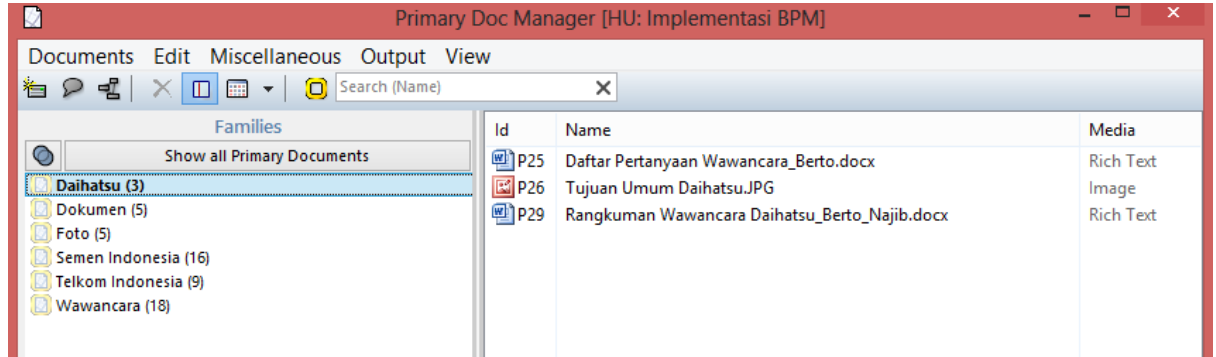 Primary Doc Manager [HU: Implementasi BPM]
Documents Edit Miscellaneous Output View
Search (Name)
Families
Show all Primary Documents
Daihatsu (3)
Dokumen (5)
Foto (5)
Semen Indonesia (16)
Telkom Indonesia (9)
Wawancara (18)
Id Name Media
P25 Daftar Pertanyaan Wawancara_Berto.docx Rich Text
P26 Tujuan Umum Daihatsu.JPG Image
P29 Rangkuman Wawancara Daihatsu_Berto_Najib.docx Rich Text